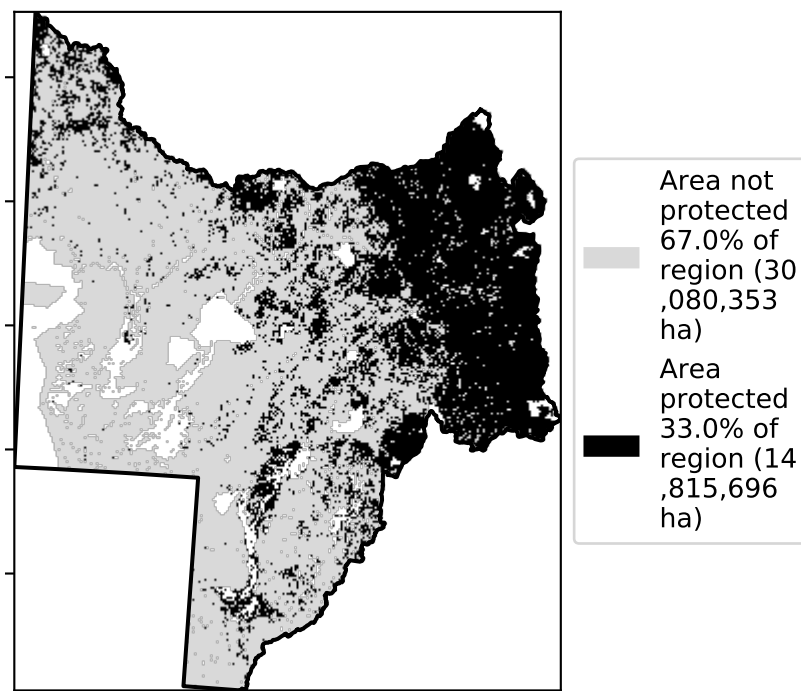 Area not
protected
67.0% of
region (30
,080,353
ha)
Area
protected
33.0% of
region (14
,815,696
ha)